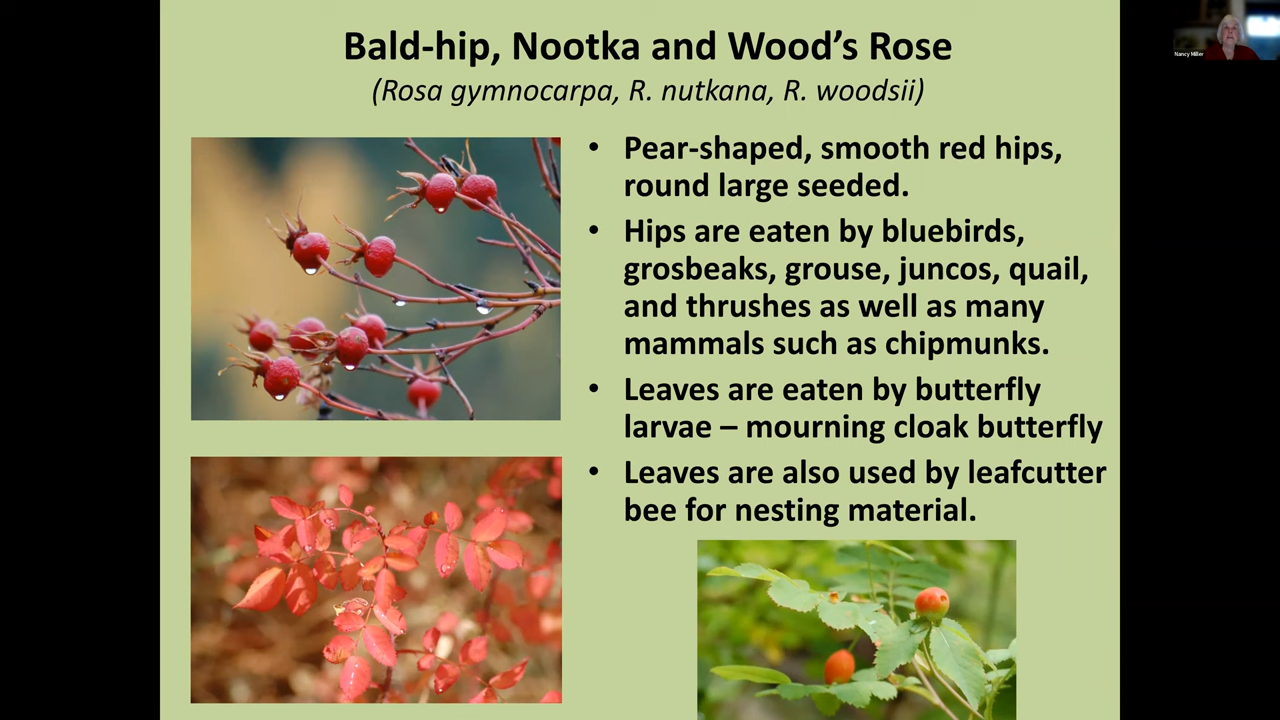 Bald-hip, Nootka and Wood’s Rose
(Rosa gymnocarpa, R. nutkana, R. woodsii)
• Pear-shaped, smooth red hips,
round large seeded.
• Hips are eaten by bluebirds,
grosbeaks, grouse, juncos, quail,
and thrushes as well as many
mammals such as chipmunks.
• Leaves are eaten by butterfly
larvae – mourning cloak butterfly
• Leaves are also used by leafcutter
bee for nesting material.
Nancy Miller